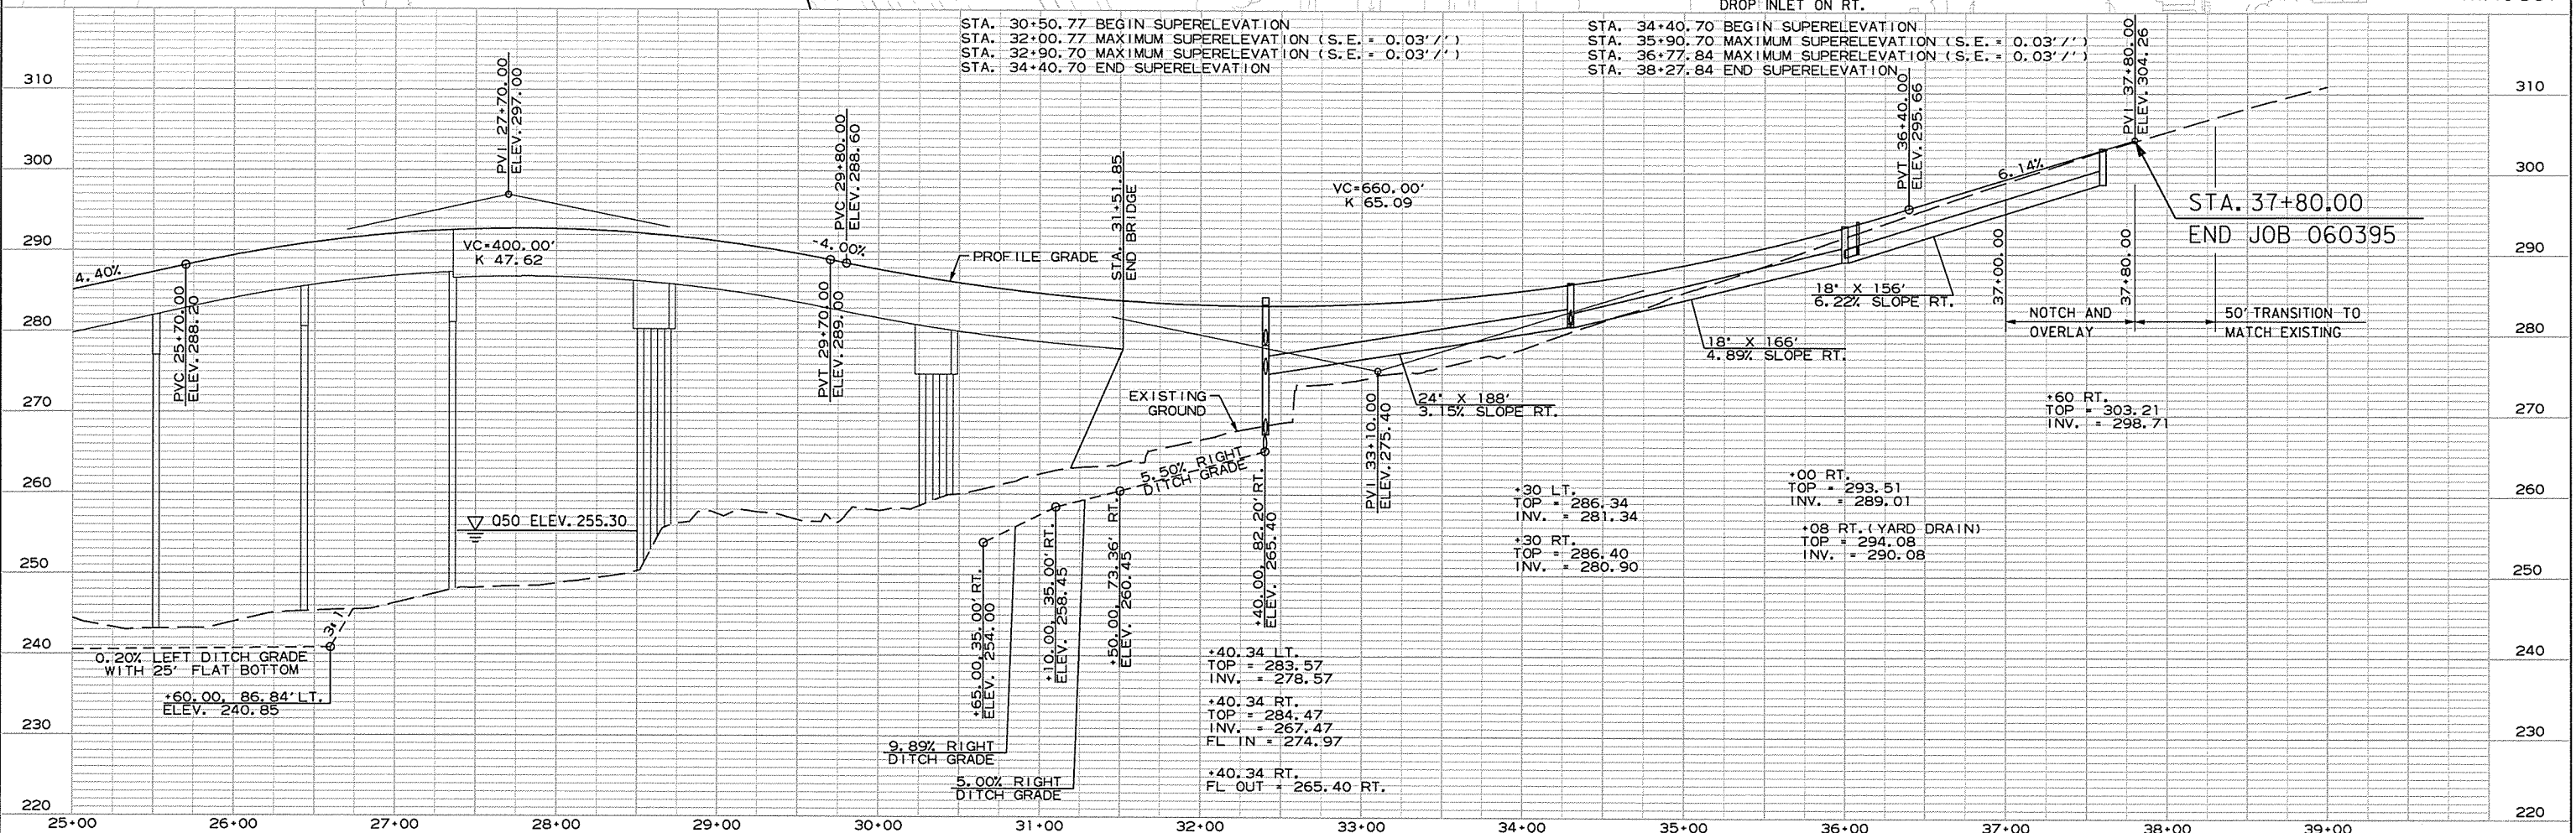 DROP INLET ON RT.
STA. 30+50.77 BEGIN SUPERELEVATION
STA. 32+00.77 MAXIMUM SUPERELEVATION (S.E. = 0.03'/')
STA. 32+90.70 MAXIMUM SUPERELEVATION (S.E. = 0.03'/')
STA. 34+40.70 END SUPERELEVATION
STA. 34+40.70 BEGIN SUPERELEVATION
STA. 35+90.70 MAXIMUM SUPERELEVATION (S.E. = 0.03'/')
STA. 36+77.84 MAXIMUM SUPERELEVATION (S.E. = 0.03'/')
STA. 38+27.84 END SUPERELEVATION
310
300
290
280
270
260
250
240
230
220
4.40%
PVC 25+70.00
ELEV. 288.20
PVI 27+70.00
ELEV. 297.00
VC=400.00'
K 47.62
PVT 29+70.00
ELEV. 289.00
PVC 29+80.00
ELEV. 288.60
-4.00%
PROFILE GRADE
STA. 31+51.85
END BRIDGE
VC=660.00'
K 65.09
PVI 33+10.00
ELEV. 275.40
PVT 36+40.00
ELEV. 295.66
6.14%
PVI 37+80.00
ELEV. 304.26
STA. 37+80.00
END JOB 060395
37+00.00
37+80.00
NOTCH AND
OVERLAY
50' TRANSITION TO
MATCH EXISTING
18" X 156'
6.22% SLOPE RT.
18" X 166'
4.89% SLOPE RT.
24" X 188'
3.15% SLOPE RT.
EXISTING
GROUND
5.50% RIGHT
DITCH GRADE
Q50 ELEV. 255.30
3:1
0.20% LEFT DITCH GRADE
WITH 25' FLAT BOTTOM
+60.00, 86.84' LT.
ELEV. 240.85
+65.00, 35.00' RT.
ELEV. 254.00
+10.00, 35.00' RT.
ELEV. 258.45
+50.00, 73.36' RT.
ELEV. 260.45
+40.00, 82.20' RT.
ELEV. 265.40
9.89% RIGHT
DITCH GRADE
5.00% RIGHT
DITCH GRADE
+40.34 LT.
TOP = 283.57
INV. = 278.57
+40.34 RT.
TOP = 284.47
INV. = 267.47
FL IN = 274.97
+40.34 RT.
FL OUT = 265.40 RT.
+30 LT.
TOP = 286.34
INV. = 281.34
+30 RT.
TOP = 286.40
INV. = 280.90
+00 RT.
TOP = 293.51
INV. = 289.01
+08 RT. (YARD DRAIN)
TOP = 294.08
INV. = 290.08
+60 RT.
TOP = 303.21
INV. = 298.71
310
300
290
280
270
260
250
240
230
220
25+00
26+00
27+00
28+00
29+00
30+00
31+00
32+00
33+00
34+00
35+00
36+00
37+00
38+00
39+00